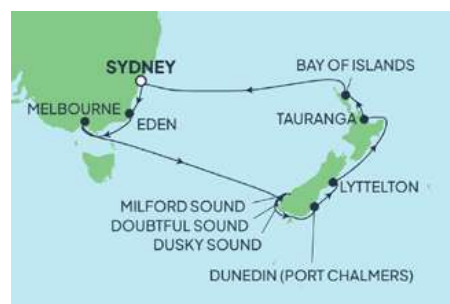 SYDNEY
BAY OF ISLANDS
MELBOURNE
EDEN
TAURANGA
LYTTELTON
MILFORD SOUND
DOUBTFUL SOUND
DUSKY SOUND
DUNEDIN (PORT CHALMERS)